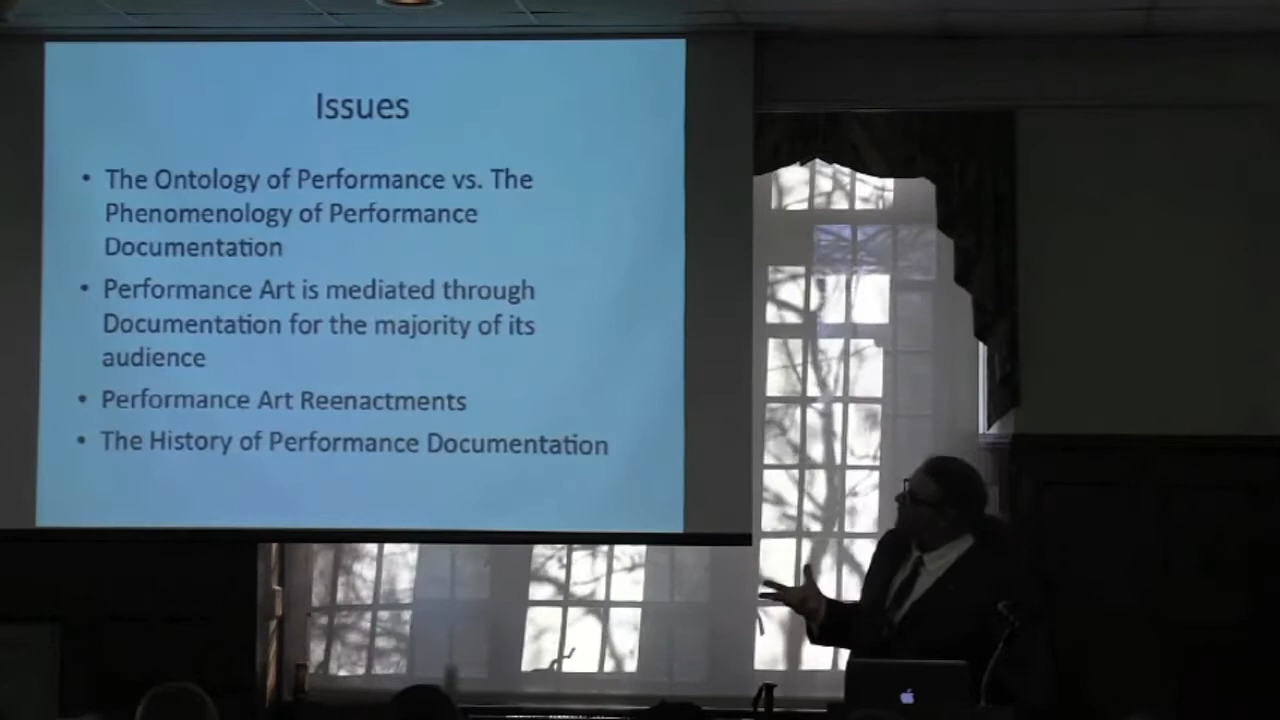 Issues
• The Ontology of Performance vs. The
Phenomenology of Performance
Documentation
• Performance Art is mediated through
Documentation for the majority of its
audience
• Performance Art Reenactments
• The History of Performance Documentation